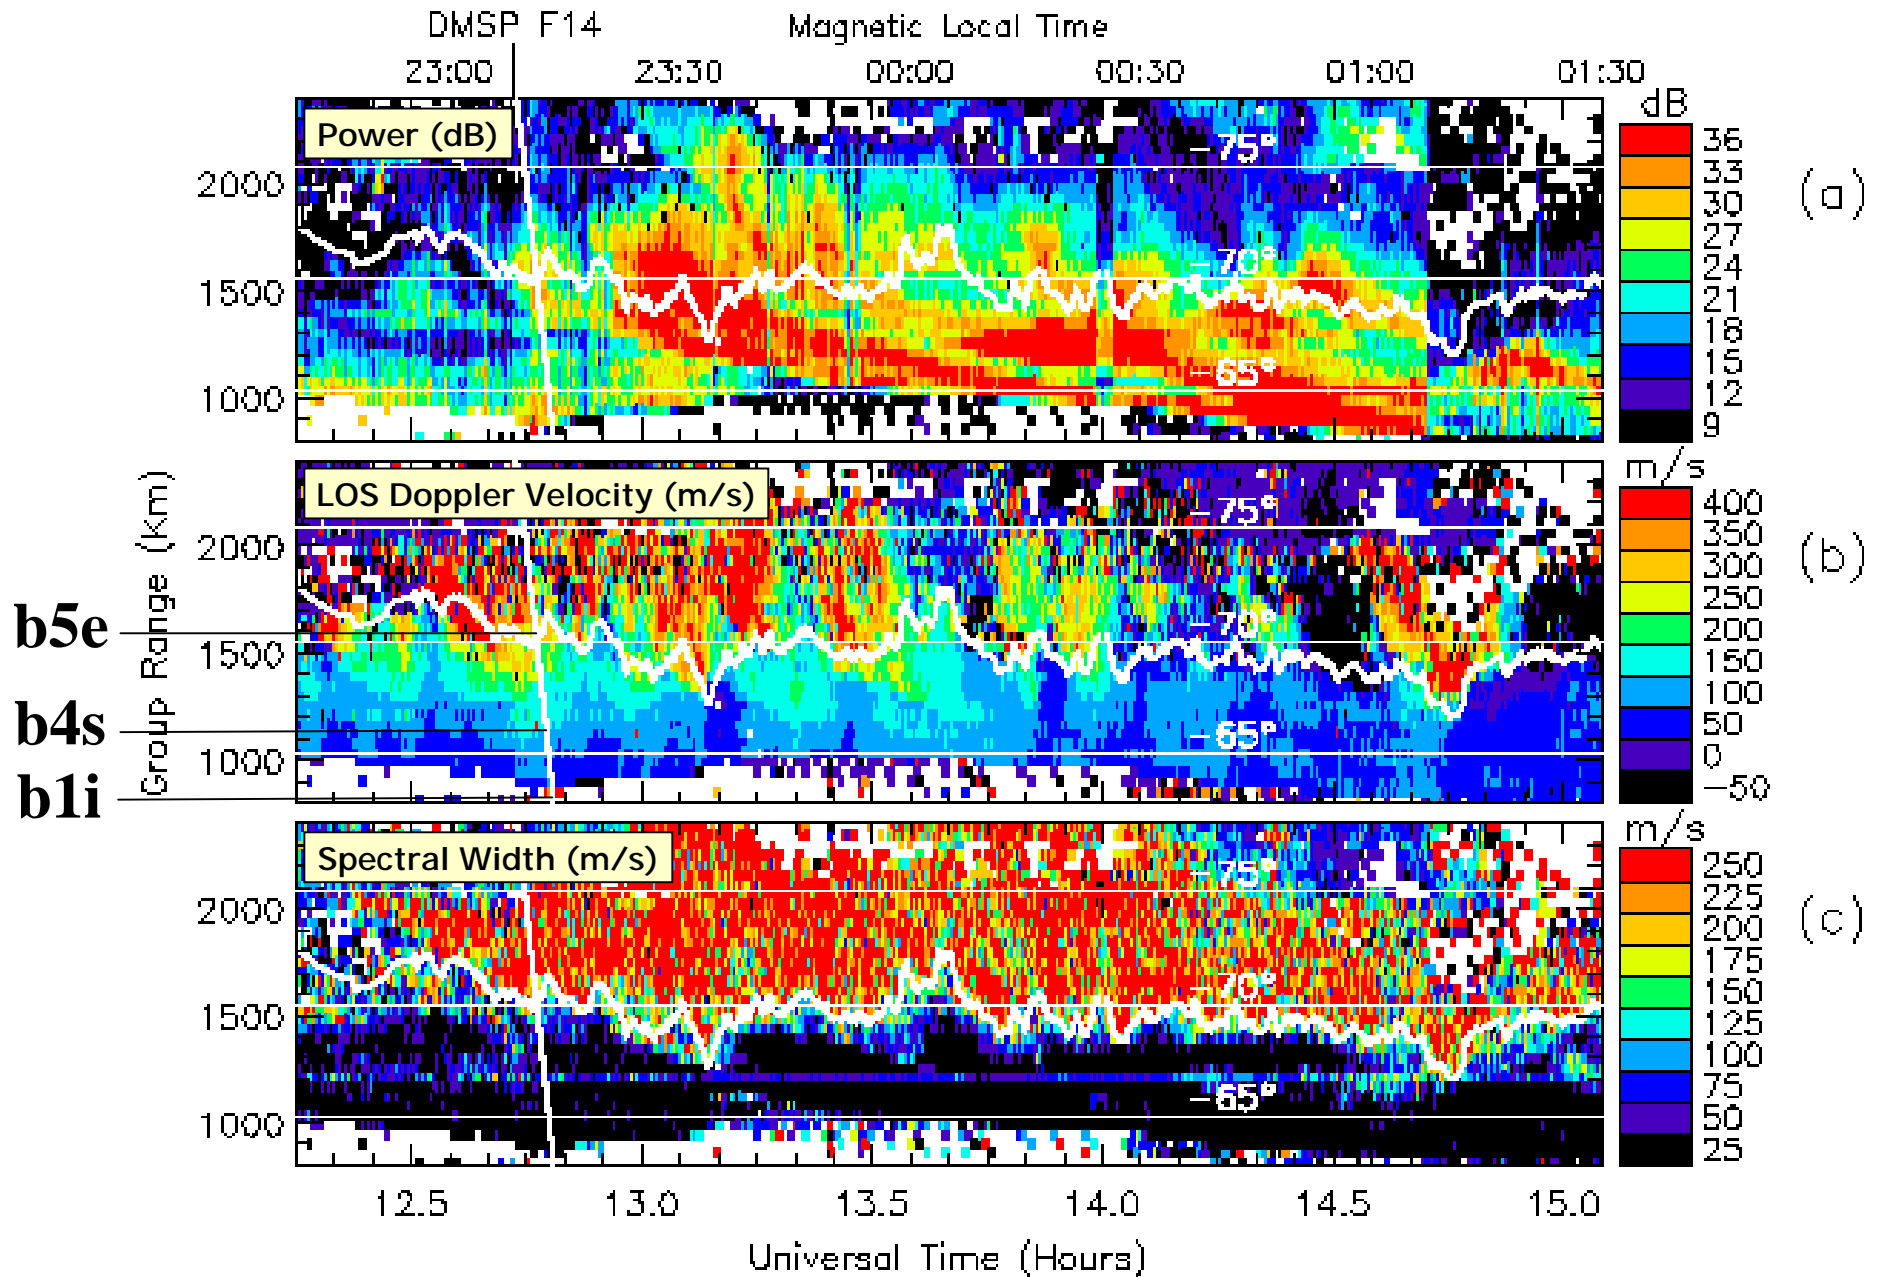 DMSP F14 Magnetic Local Time
23:00 23:30 00:00 00:30 01:00 01:30
Power (dB)
dB
36
33
30
27
24
21
18
15
12
9
(a)
2000
1500
1000
-75°
-70°
-65°
LOS Doppler Velocity (m/s)
m/s
400
350
300
250
200
150
100
50
0
-50
(b)
2000
1500
1000
-75°
-70°
-65°
Group Range (km)
b5e
b4s
b1i
Spectral Width (m/s)
m/s
250
225
200
175
150
125
100
75
50
25
(c)
2000
1500
1000
-75°
-70°
-65°
12.5 13.0 13.5 14.0 14.5 15.0
Universal Time (Hours)